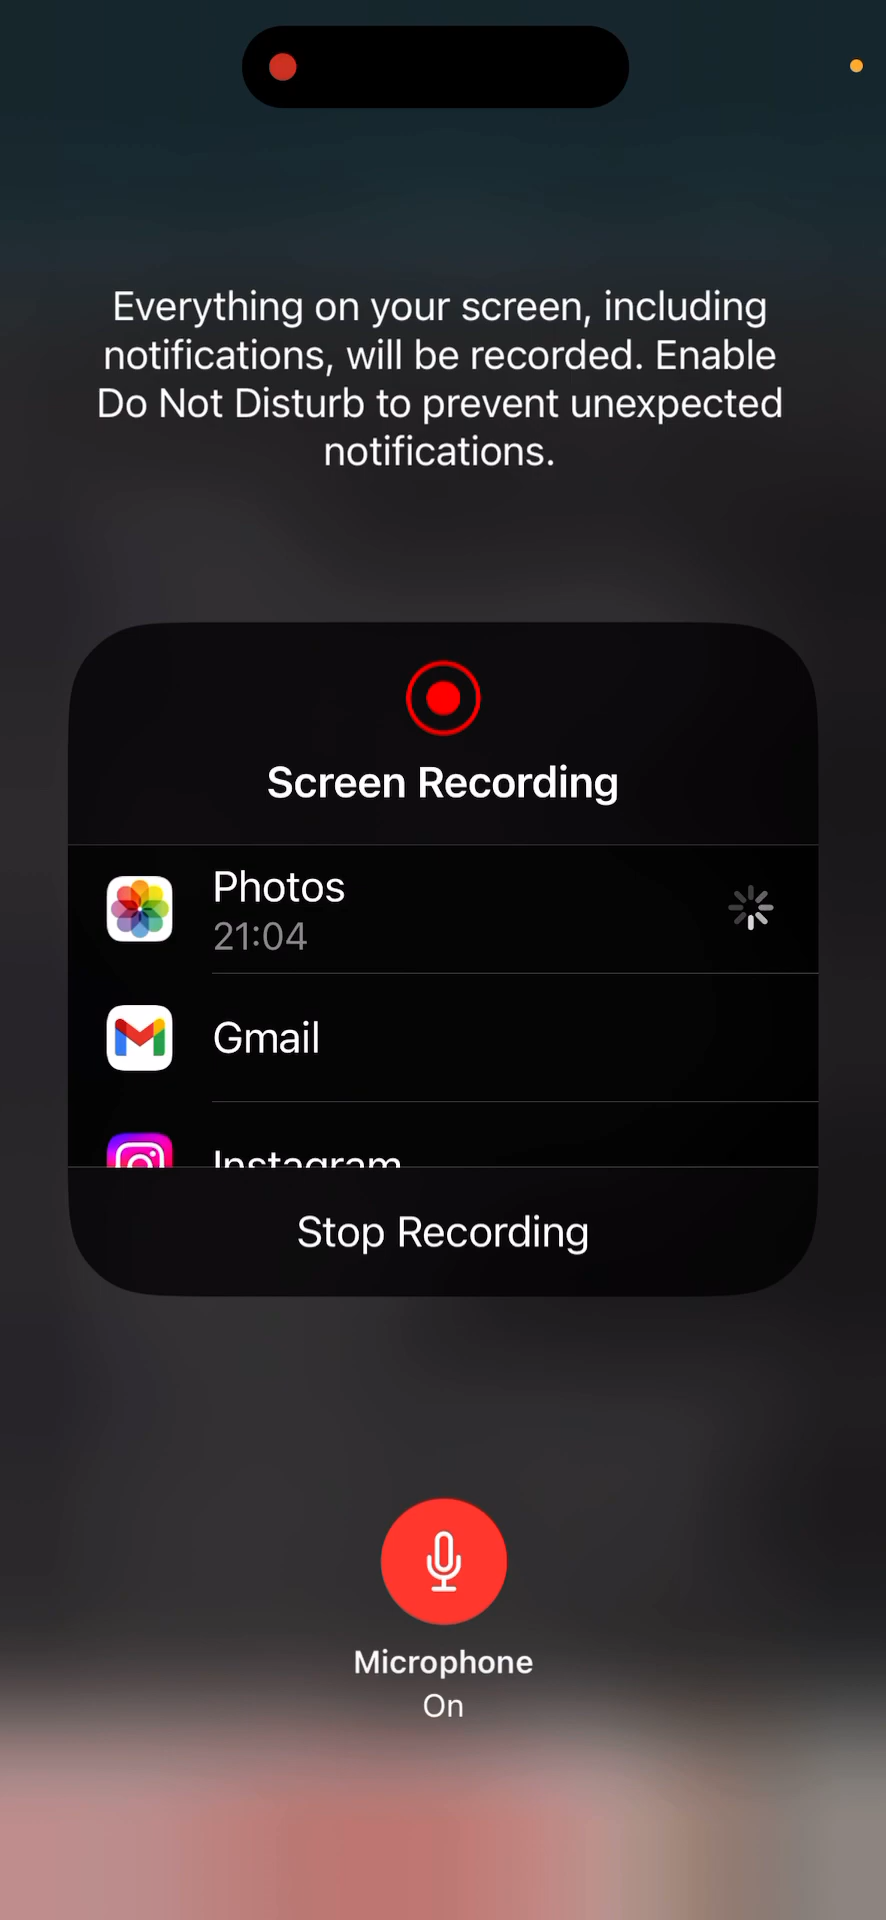 Everything on your screen, including
notifications, will be recorded. Enable
Do Not Disturb to prevent unexpected
notifications.
Screen Recording
Photos
21:04
Gmail
Instagram
Stop Recording
Microphone
On